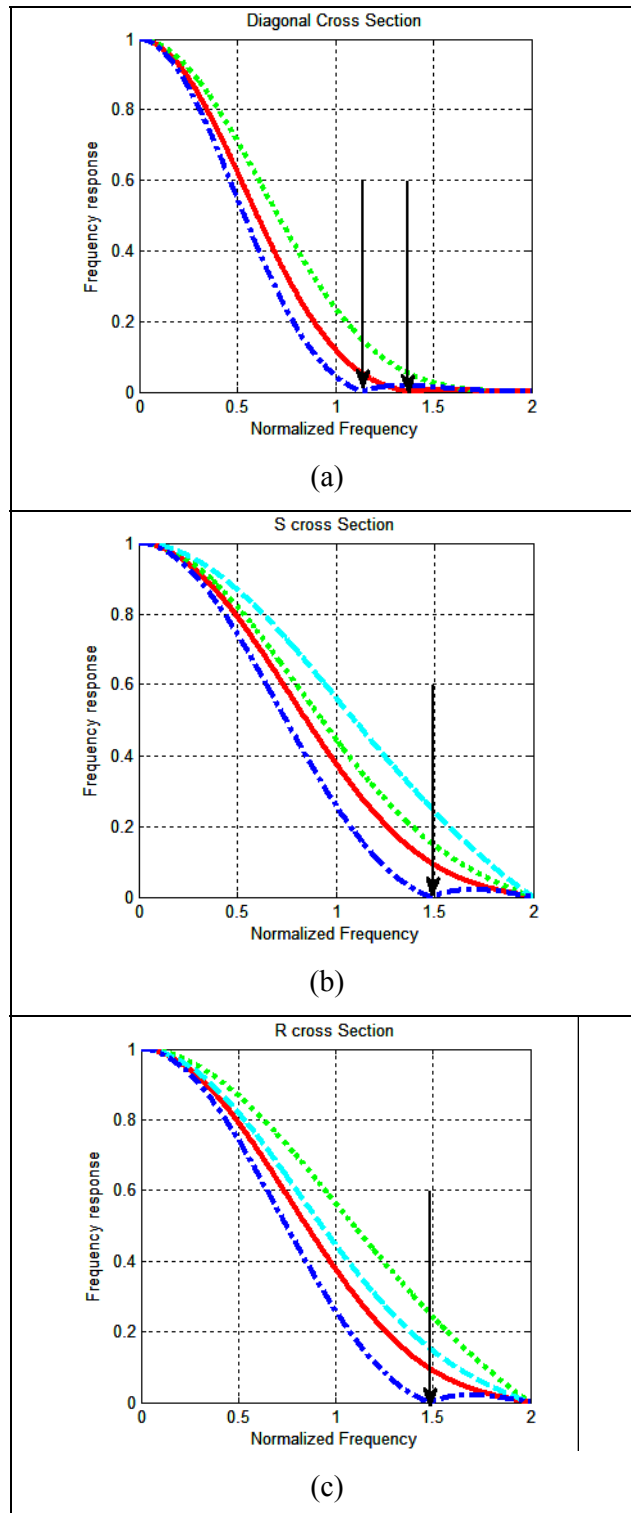 Diagonal Cross Section
1
0.8
0.6
0.4
0.2
0
Frequency response
0 0.5 1 1.5 2
Normalized Frequency
(a)
S cross Section
1
0.8
0.6
0.4
0.2
0
Frequency response
0 0.5 1 1.5 2
Normalized Frequency
(b)
R cross Section
1
0.8
0.6
0.4
0.2
0
Frequency response
0 0.5 1 1.5 2
Normalized Frequency
(c)